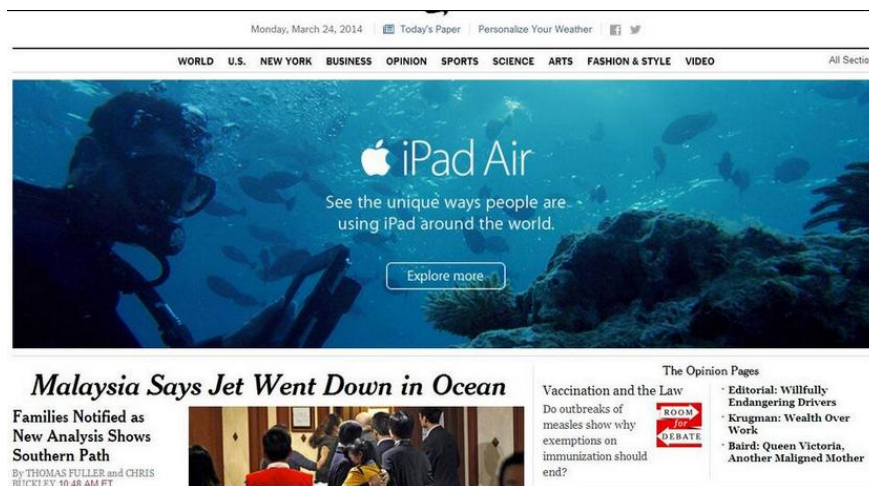 Monday, March 24, 2014
Today's Paper
Personalize Your Weather
WORLD U.S. NEW YORK BUSINESS OPINION SPORTS SCIENCE ARTS FASHION & STYLE VIDEO All Sectio
iPad Air
See the unique ways people are
using iPad around the world.
Explore more
Malaysia Says Jet Went Down in Ocean
Families Notified as
New Analysis Shows
Southern Path
By THOMAS FULLER and CHRIS
BUCKLEY 10:48 AM ET
The Opinion Pages
Vaccination and the Law
Do outbreaks of
measles show why
exemptions on
immunization should
end?
ROOM
for
DEBATE
Editorial: Willfully
Endangering Drivers
Krugman: Wealth Over
Work
Baird: Queen Victoria,
Another Maligned Mother